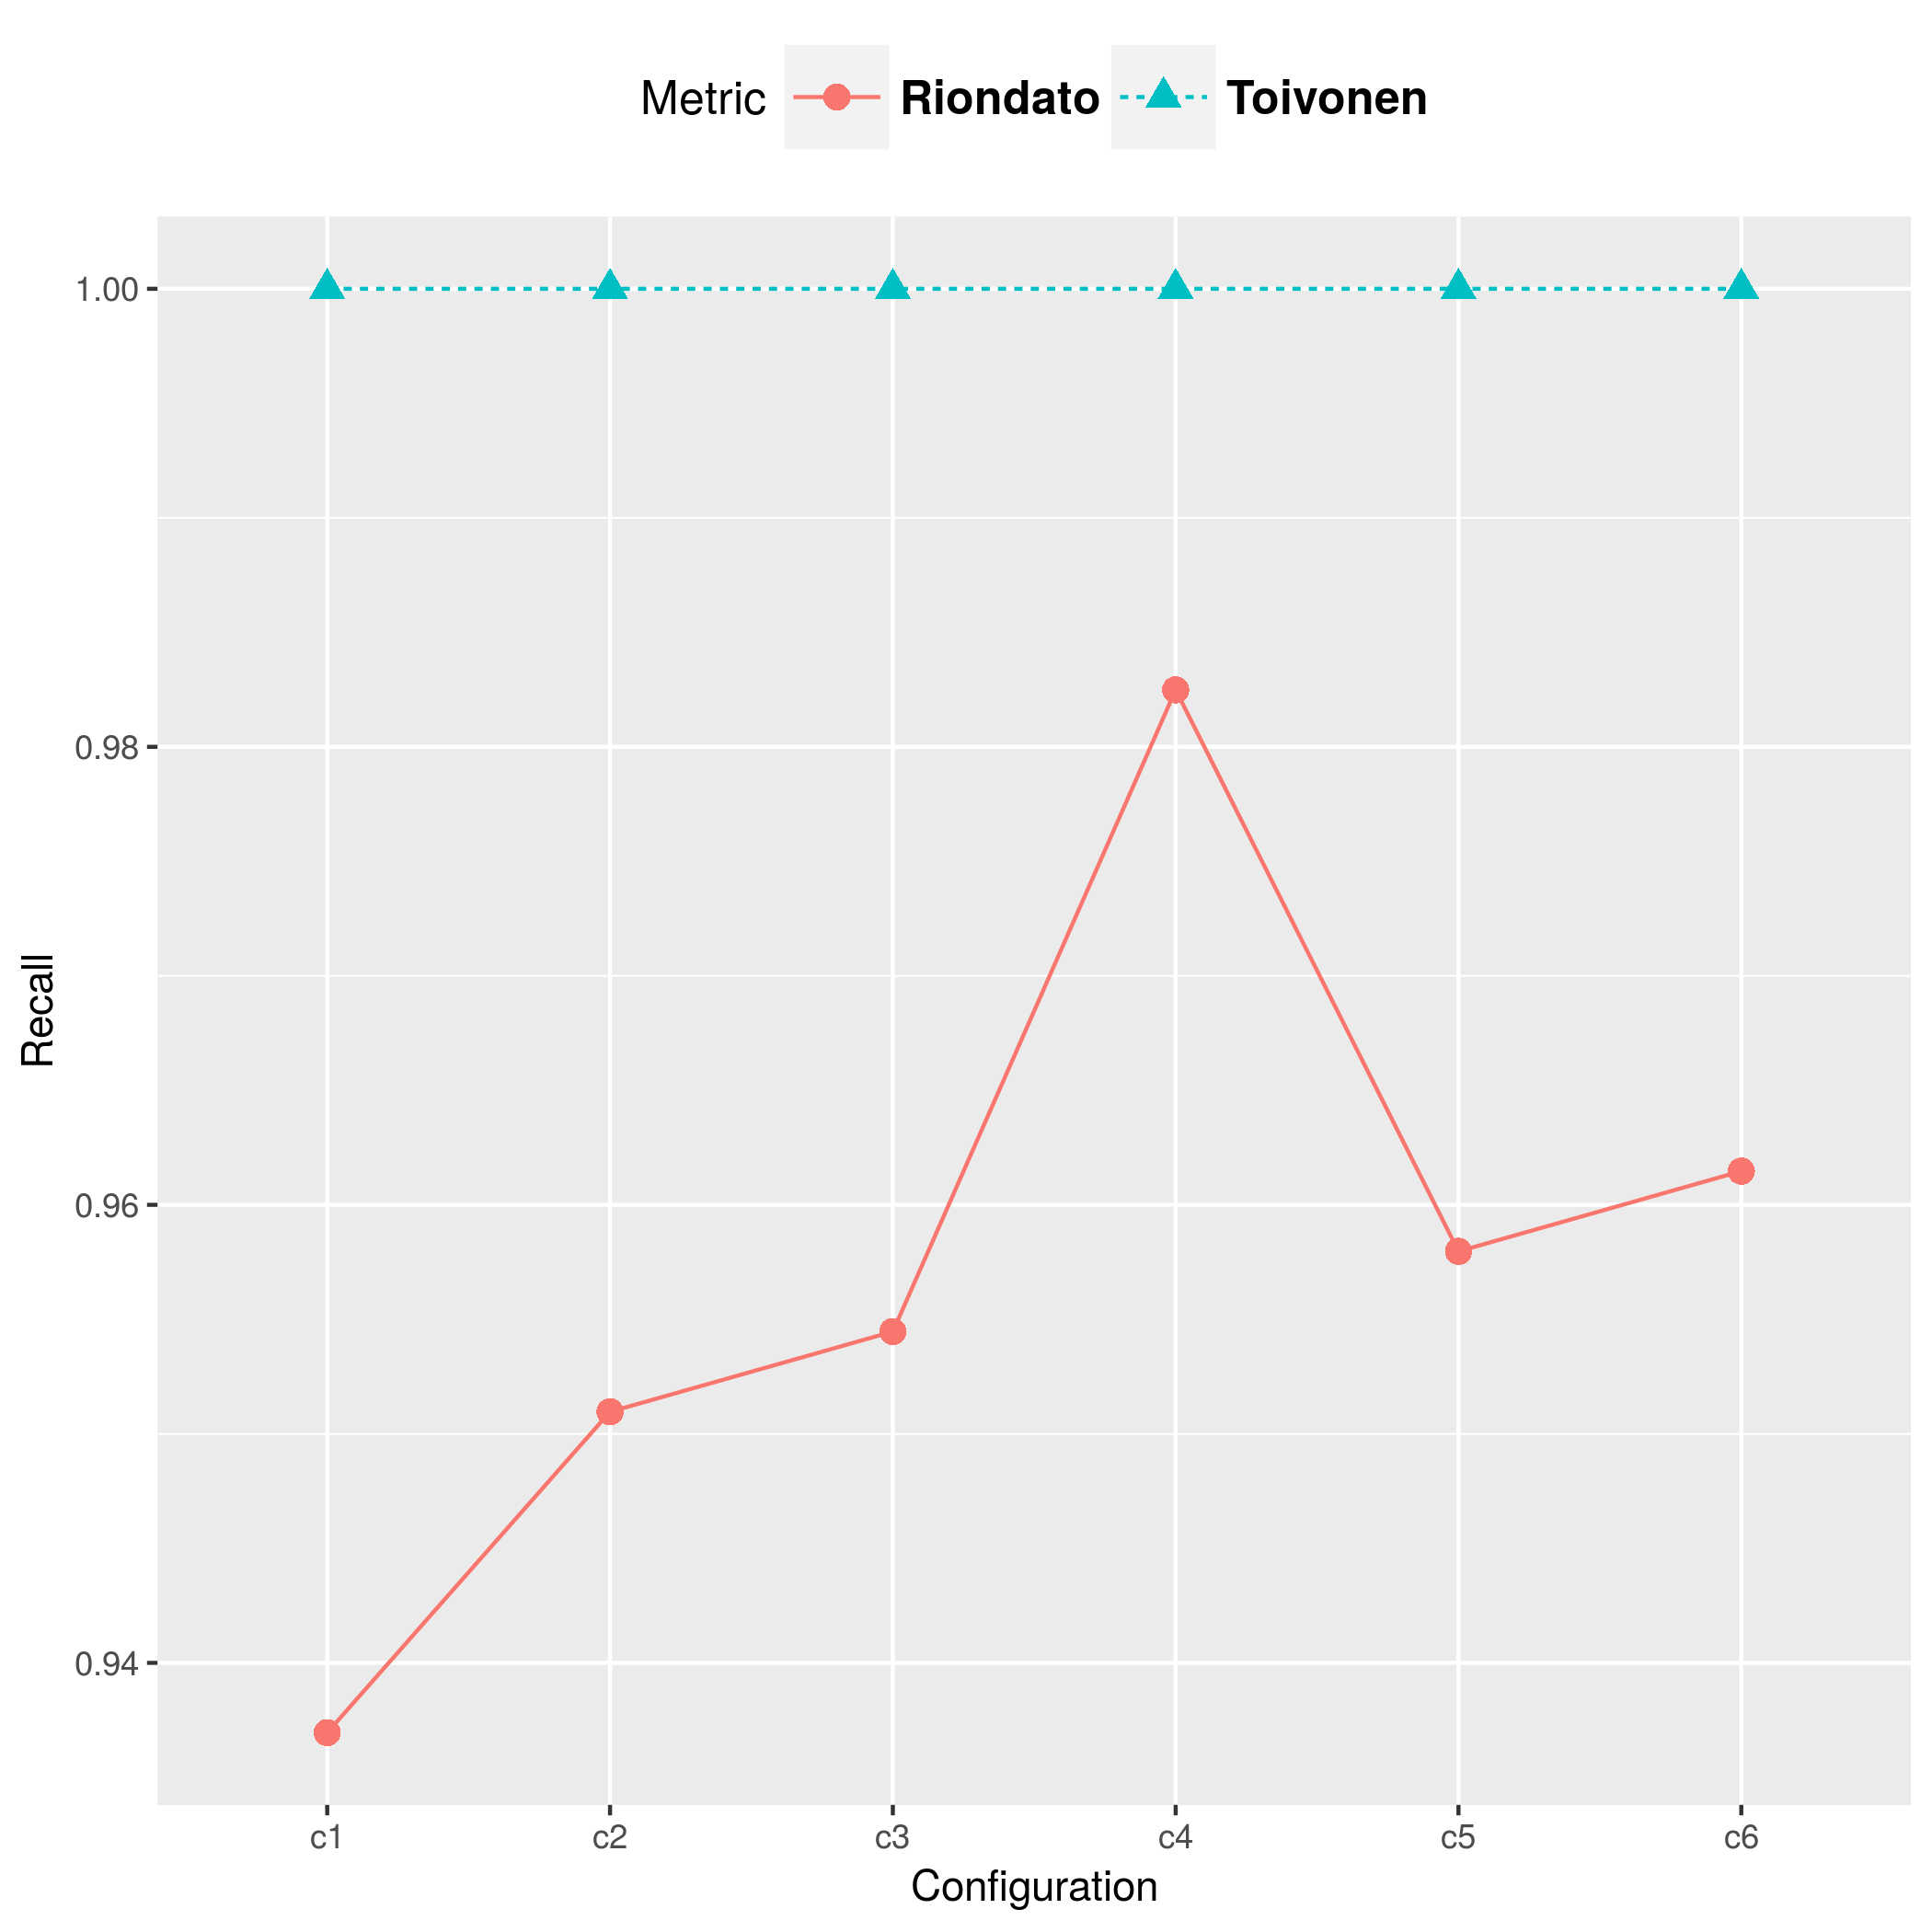 Metric Riondato Toivonen
1.00
0.98
0.96
0.94
Recall
c1 c2 c3 c4 c5 c6
Configuration